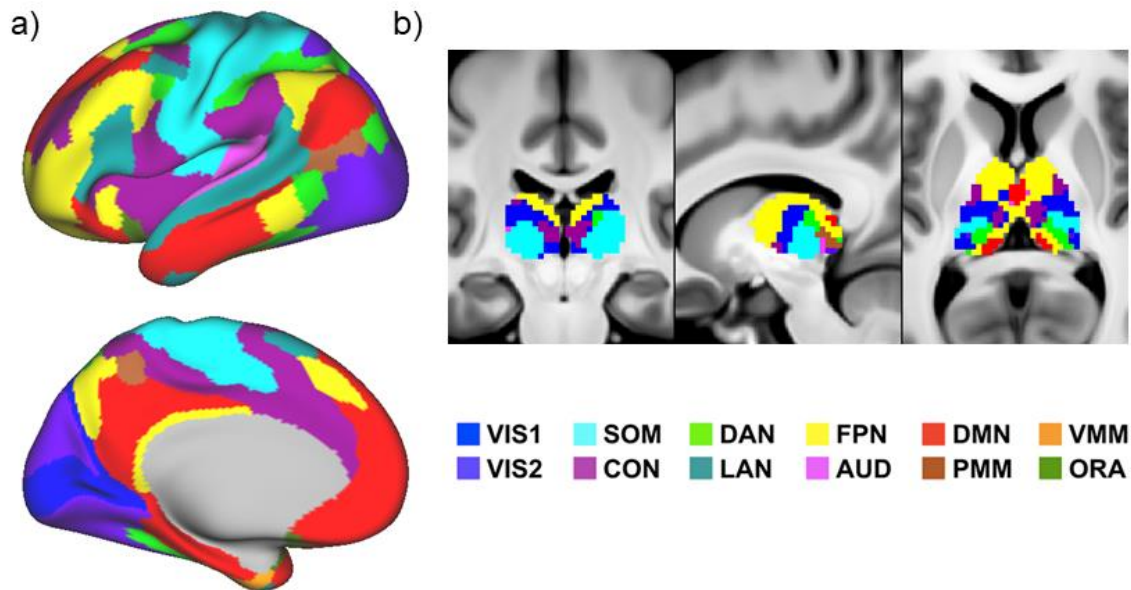 a)
b)
VIS1 SOM DAN FPN DMN VMM
VIS2 CON LAN AUD PMM ORA